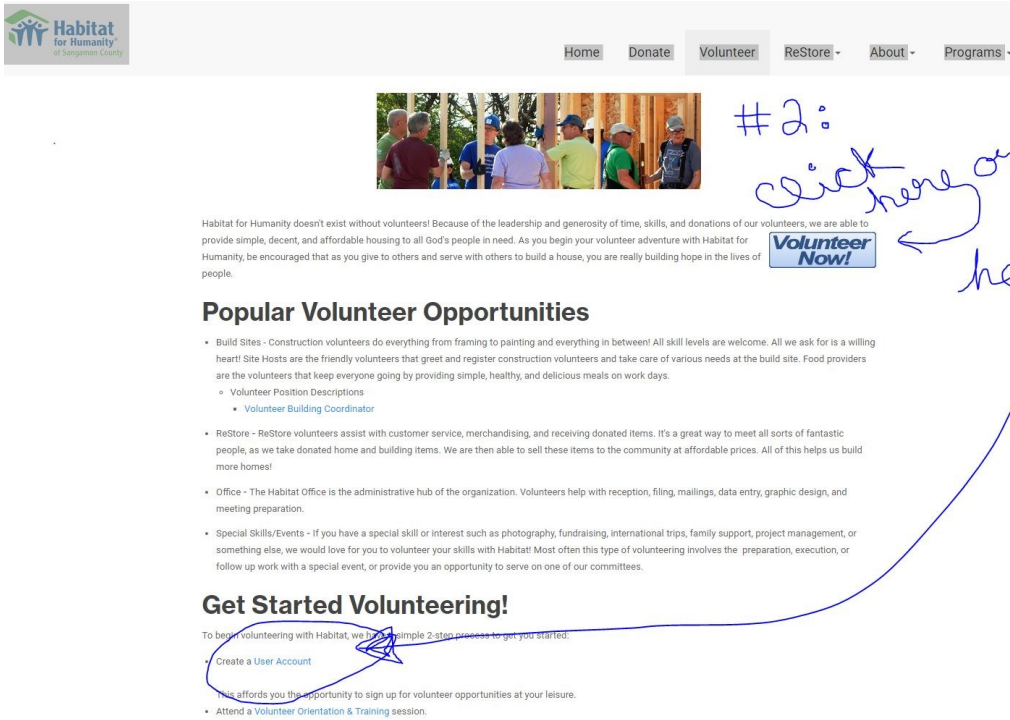 Habitat
for Humanity®
of Sangamon County
Home Donate Volunteer ReStore About Programs
#2:
click
here or
Habitat for Humanity doesn't exist without volunteers! Because of the leadership and generosity of time, skills, and donations of our volunteers, we are able to
provide simple, decent, and affordable housing to all God's people in need. As you begin your volunteer adventure with Habitat for
Humanity, be encouraged that as you give to others and serve with others to build a house, you are really building hope in the lives of
people.
Volunteer
Now!
Popular Volunteer Opportunities
• Build Sites - Construction volunteers do everything from framing to painting and everything in between! All skill levels are welcome. All we ask for is a willing
heart! Site Hosts are the friendly volunteers that greet and register construction volunteers and take care of various needs at the build site. Food providers
are the volunteers that keep everyone going by providing simple, healthy, and delicious meals on work days.
◦ Volunteer Position Descriptions
▪ Volunteer Building Coordinator
• ReStore - ReStore volunteers assist with customer service, merchandising, and receiving donated items. It's a great way to meet all sorts of fantastic
people, as we take donated home and building items. We are then able to sell these items to the community at affordable prices. All of this helps us build
more homes!
• Office - The Habitat Office is the administrative hub of the organization. Volunteers help with reception, filing, mailings, data entry, graphic design, and
meeting preparation.
• Special Skills/Events - If you have a special skill or interest such as photography, fundraising, international trips, family support, project management, or
something else, we would love for you to volunteer your skills with Habitat! Most often this type of volunteering involves the preparation, execution, or
follow up work with a special event, or provide you an opportunity to serve on one of our committees.
Get Started Volunteering!
To begin volunteering with Habitat, we have a simple 2-step process to get you started:
• Create a User Account
This affords you the opportunity to sign up for volunteer opportunities at your leisure.
• Attend a Volunteer Orientation & Training session.